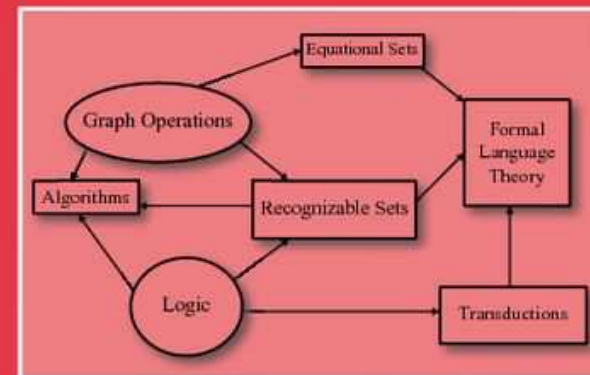 Equational Sets
Graph Operations
Formal
Language
Theory
Algorithms
Recognizable Sets
Logic
Transductions